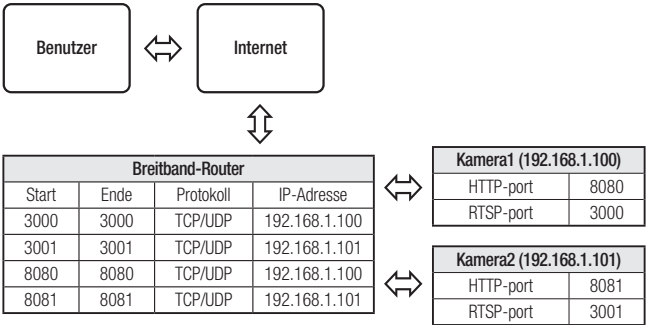 Benutzer
Internet
Breitband-Router
Start Ende Protokoll IP-Adresse
3000 3000 TCP/UDP 192.168.1.100
3001 3001 TCP/UDP 192.168.1.101
8080 8080 TCP/UDP 192.168.1.100
8081 8081 TCP/UDP 192.168.1.101
Kamera1 (192.168.1.100)
HTTP-port 8080
RTSP-port 3000
Kamera2 (192.168.1.101)
HTTP-port 8081
RTSP-port 3001